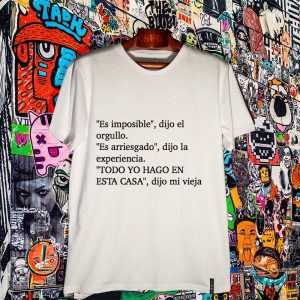 "Es imposible", dijo el
orgullo.
"Es arriesgado", dijo la
experiencia.
"TODO YO HAGO EN
ESTA CASA", dijo mi vieja